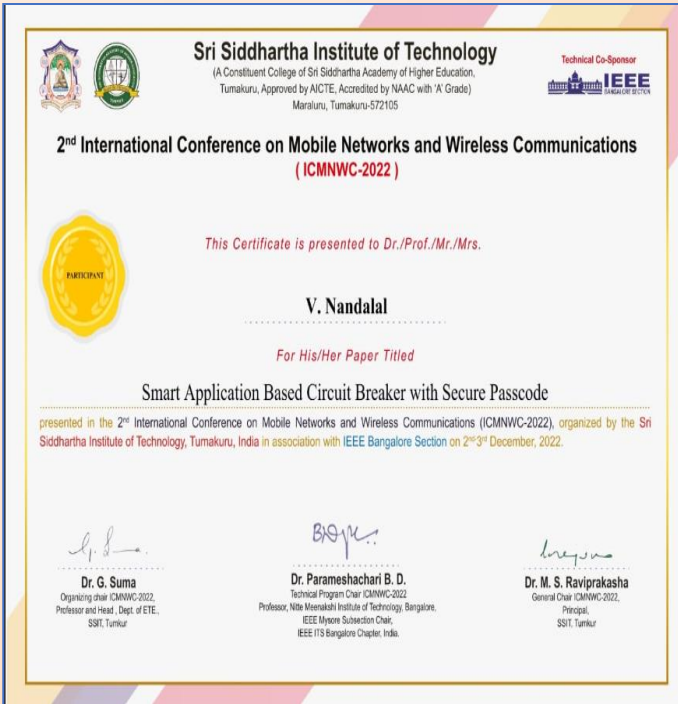 Sri Siddhartha Institute of Technology
(A Constituent College of Sri Siddhartha Academy of Higher Education,
Tumakuru, Approved by AICTE, Accredited by NAAC with 'A' Grade)
Maraluru, Tumakuru-572105
Technical Co-Sponsor
IEEE
BANGALORE SECTION
2nd International Conference on Mobile Networks and Wireless Communications
( ICMNWC-2022 )
This Certificate is presented to Dr./Prof./Mr./Mrs.
PARTICIPANT
V. Nandalal
For His/Her Paper Titled
Smart Application Based Circuit Breaker with Secure Passcode
presented in the 2nd International Conference on Mobile Networks and Wireless Communications (ICMNWC-2022), organized by the Sri
Siddhartha Institute of Technology, Tumakuru, India in association with IEEE Bangalore Section on 2nd-3rd December, 2022.
Dr. G. Suma
Organizing chair ICMNWC-2022,
Professor and Head , Dept. of ETE.,
SSIT, Tumkur
Dr. Parameshachari B. D.
Technical Program Chair ICMNWC-2022
Professor, Nitte Meenakshi Institute of Technology, Bangalore,
IEEE Mysore Subsection Chair,
IEEE ITS Bangalore Chapter, India.
Dr. M. S. Raviprakasha
General Chair ICMNWC-2022,
Principal,
SSIT, Tumkur